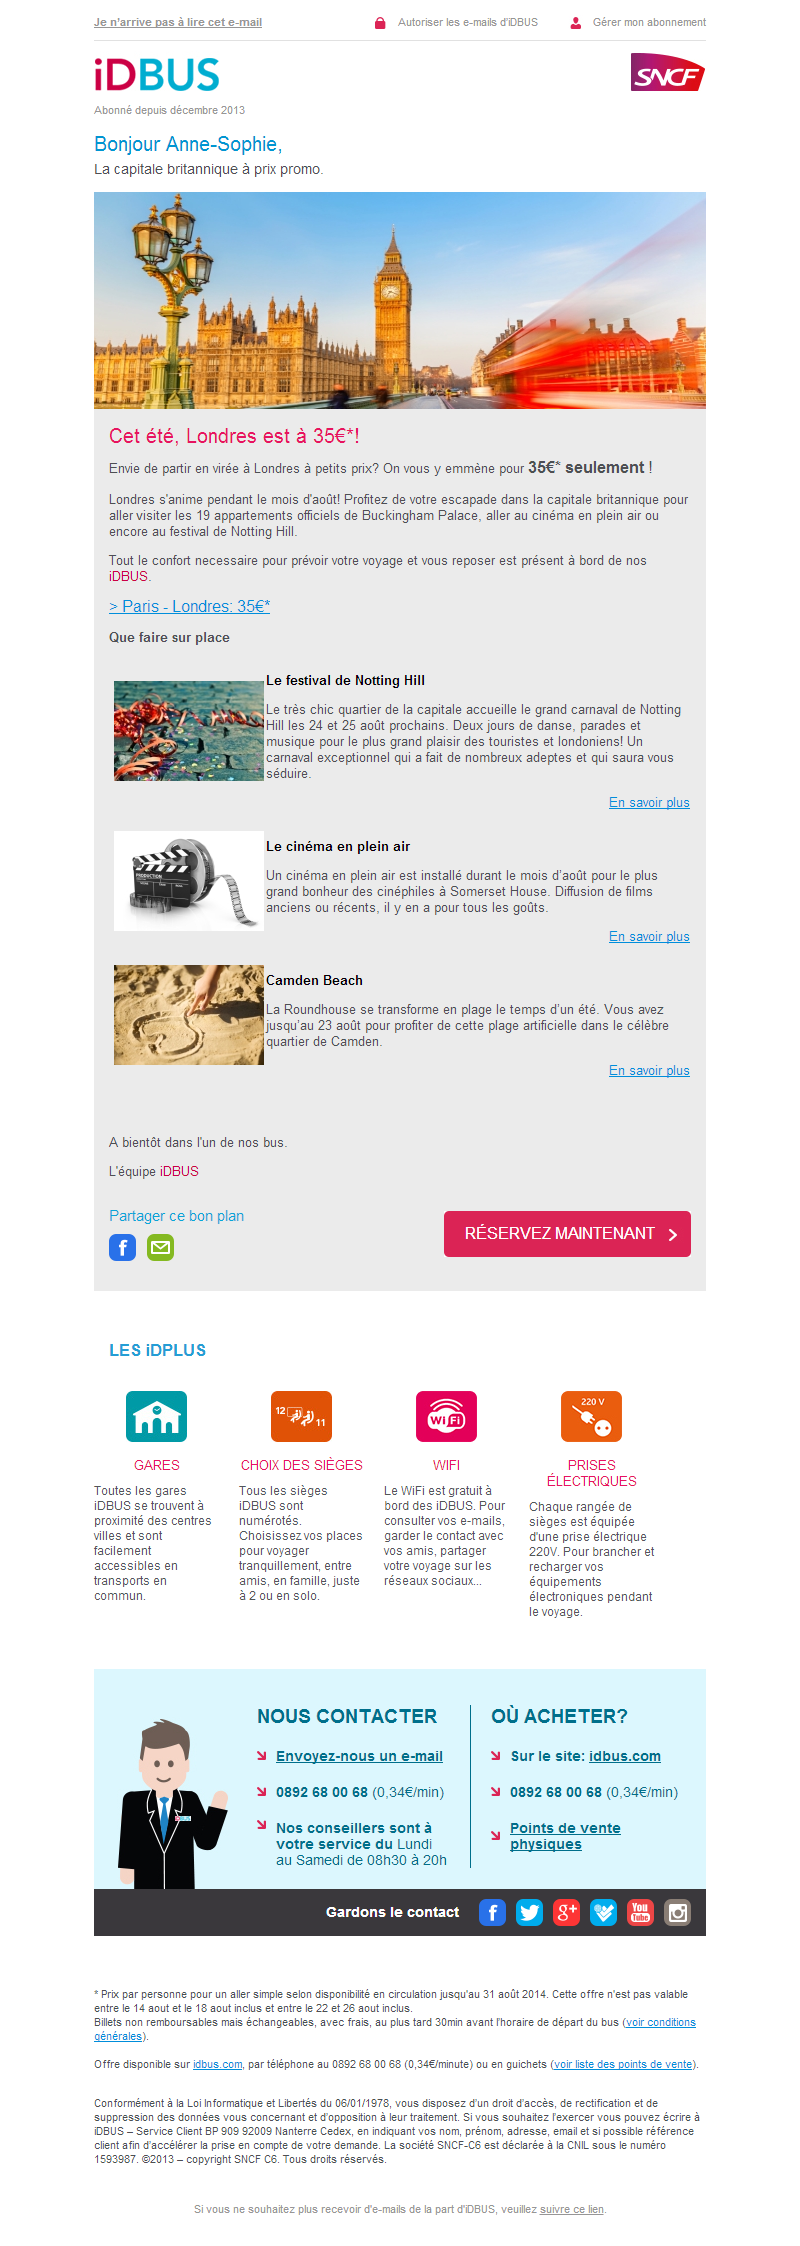 Je n'arrive pas à lire cet e-mail
Autoriser les e-mails d'iDBUS
Gérer mon abonnement
iDBUS
SNCF
Abonné depuis décembre 2013
Bonjour Anne-Sophie,
La capitale britannique à prix promo.
Cet été, Londres est à 35€*!
Envie de partir en virée à Londres à petits prix? On vous y emmène pour 35€* seulement !
Londres s'anime pendant le mois d'août! Profitez de votre escapade dans la capitale britannique pour
aller visiter les 19 appartements officiels de Buckingham Palace, aller au cinéma en plein air ou
encore au festival de Notting Hill.
Tout le confort necessaire pour prévoir votre voyage et vous reposer est présent à bord de nos
iDBUS.
> Paris - Londres: 35€*
Que faire sur place
Le festival de Notting Hill
Le très chic quartier de la capitale accueille le grand carnaval de Notting
Hill les 24 et 25 août prochains. Deux jours de danse, parades et
musique pour le plus grand plaisir des touristes et londoniens! Un
carnaval exceptionnel qui a fait de nombreux adeptes et qui saura vous
séduire.
En savoir plus
PRODUCTION
Le cinéma en plein air
Un cinéma en plein air est installé durant le mois d'août pour le plus
grand bonheur des cinéphiles à Somerset House. Diffusion de films
anciens ou récents, il y en a pour tous les goûts.
En savoir plus
Camden Beach
La Roundhouse se transforme en plage le temps d'un été. Vous avez
jusqu'au 23 août pour profiter de cette plage artificielle dans le célèbre
quartier de Camden.
En savoir plus
A bientôt dans l'un de nos bus.
L'équipe iDBUS
Partager ce bon plan
RÉSERVEZ MAINTENANT
LES iDPLUS
12
11
WiFi
220 V
GARES
Toutes les gares
iDBUS se trouvent à
proximité des centres
villes et sont
facilement
accessibles en
transports en
commun.
CHOIX DES SIÈGES
Tous les sièges
iDBUS sont
numérotés.
Choisissez vos places
pour voyager
tranquillement, entre
amis, en famille, juste
à 2 ou en solo.
WIFI
Le WiFi est gratuit à
bord des iDBUS. Pour
consulter vos e-mails,
garder le contact avec
vos amis, partager
votre voyage sur les
réseaux sociaux...
PRISES
ÉLECTRIQUES
Chaque rangée de
sièges est équipée
d'une prise électrique
220V. Pour brancher et
recharger vos
équipements
électroniques pendant
le voyage.
iDBUS
NOUS CONTACTER
Envoyez-nous un e-mail
0892 68 00 68 (0,34€/min)
Nos conseillers sont à
votre service du Lundi
au Samedi de 08h30 à 20h
OÙ ACHETER?
Sur le site: idbus.com
0892 68 00 68 (0,34€/min)
Points de vente
physiques
Gardons le contact
You
Tube
* Prix par personne pour un aller simple selon disponibilité en circulation jusqu'au 31 août 2014. Cette offre n'est pas valable
entre le 14 aout et le 18 aout inclus et entre le 22 et 26 aout inclus.
Billets non remboursables mais échangeables, avec frais, au plus tard 30min avant l'horaire de départ du bus (voir conditions
générales).
Offre disponible sur idbus.com, par téléphone au 0892 68 00 68 (0,34€/minute) ou en guichets (voir liste des points de vente).
Conformément à la Loi Informatique et Libertés du 06/01/1978, vous disposez d'un droit d'accès, de rectification et de
suppression des données vous concernant et d'opposition à leur traitement. Si vous souhaitez l'exercer vous pouvez écrire à
iDBUS – Service Client BP 909 92009 Nanterre Cedex, en indiquant vos nom, prénom, adresse, email et si possible référence
client afin d'accélérer la prise en compte de votre demande. La société SNCF-C6 est déclarée à la CNIL sous le numéro
1593987. ©2013 – copyright SNCF C6. Tous droits réservés.
Si vous ne souhaitez plus recevoir d'e-mails de la part d'iDBUS, veuillez suivre ce lien.